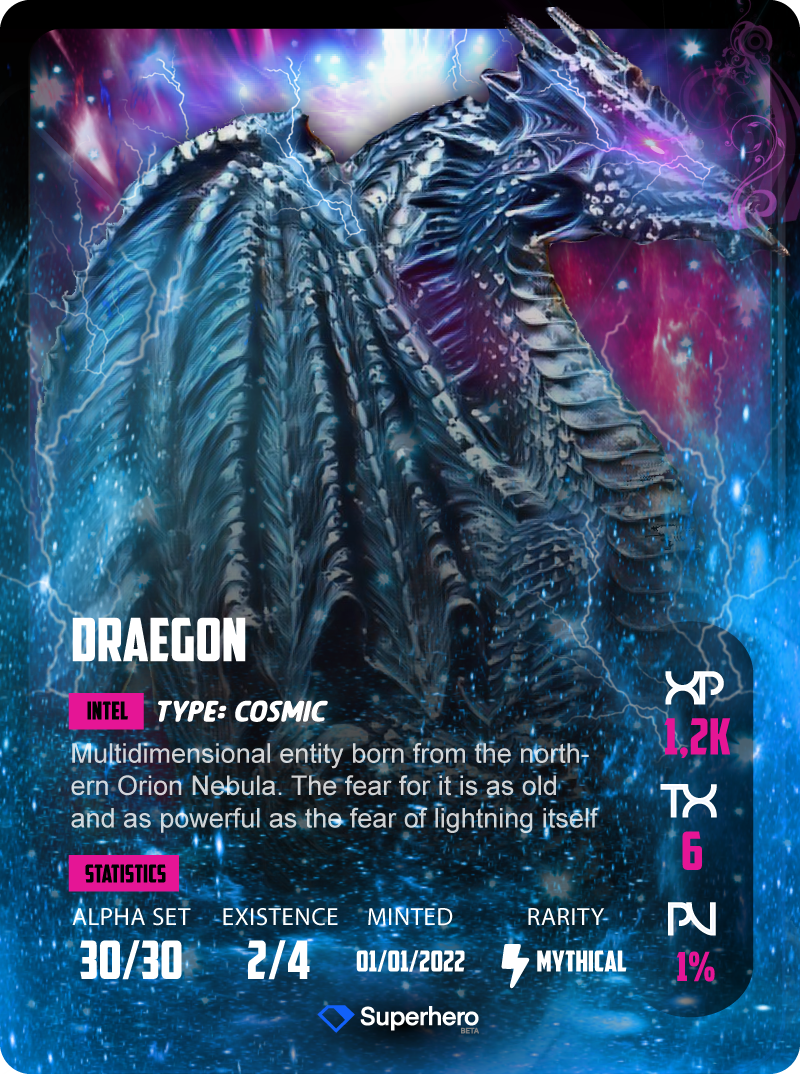 DRAEGON
INTEL TYPE: COSMIC
Multidimensional entity born from the north-
ern Orion Nebula. The fear for it is as old
and as powerful as the fear of lightning itself
STATISTICS
ALPHA SET EXISTENCE MINTED RARITY
30/30 2/4 01/01/2022 MYTHICAL
XP
1,2K
TX
6
PV
1%
Superhero
BETA